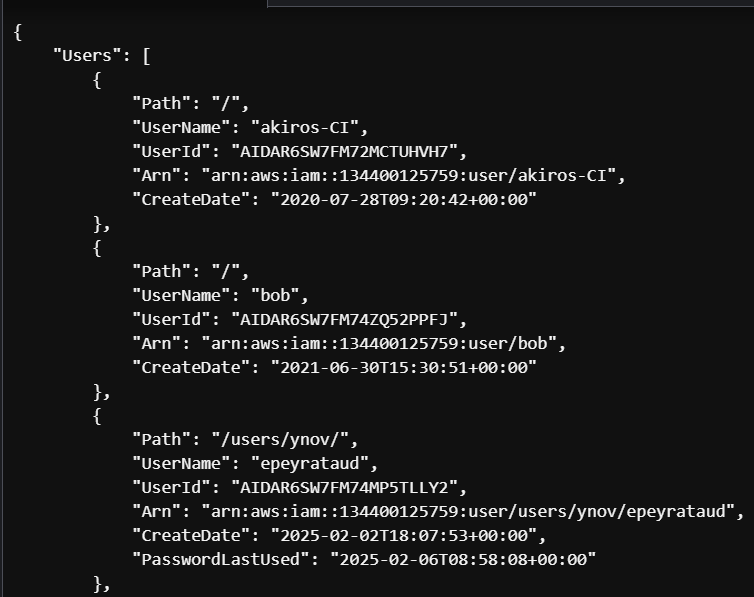 {
    "Users": [
        {
            "Path": "/",
            "UserName": "akiros-CI",
            "UserId": "AIDAR6SW7FM72MCTUHVH7",
            "Arn": "arn:aws:iam::134400125759:user/akiros-CI",
            "CreateDate": "2020-07-28T09:20:42+00:00"
        },
        {
            "Path": "/",
            "UserName": "bob",
            "UserId": "AIDAR6SW7FM74ZQ52PPFJ",
            "Arn": "arn:aws:iam::134400125759:user/bob",
            "CreateDate": "2021-06-30T15:30:51+00:00"
        },
        {
            "Path": "/users/ynov/",
            "UserName": "epeyrataud",
            "UserId": "AIDAR6SW7FM74MP5TLLY2",
            "Arn": "arn:aws:iam::134400125759:user/users/ynov/epeyrataud",
            "CreateDate": "2025-02-02T18:07:53+00:00",
            "PasswordLastUsed": "2025-02-06T08:58:08+00:00"
        },